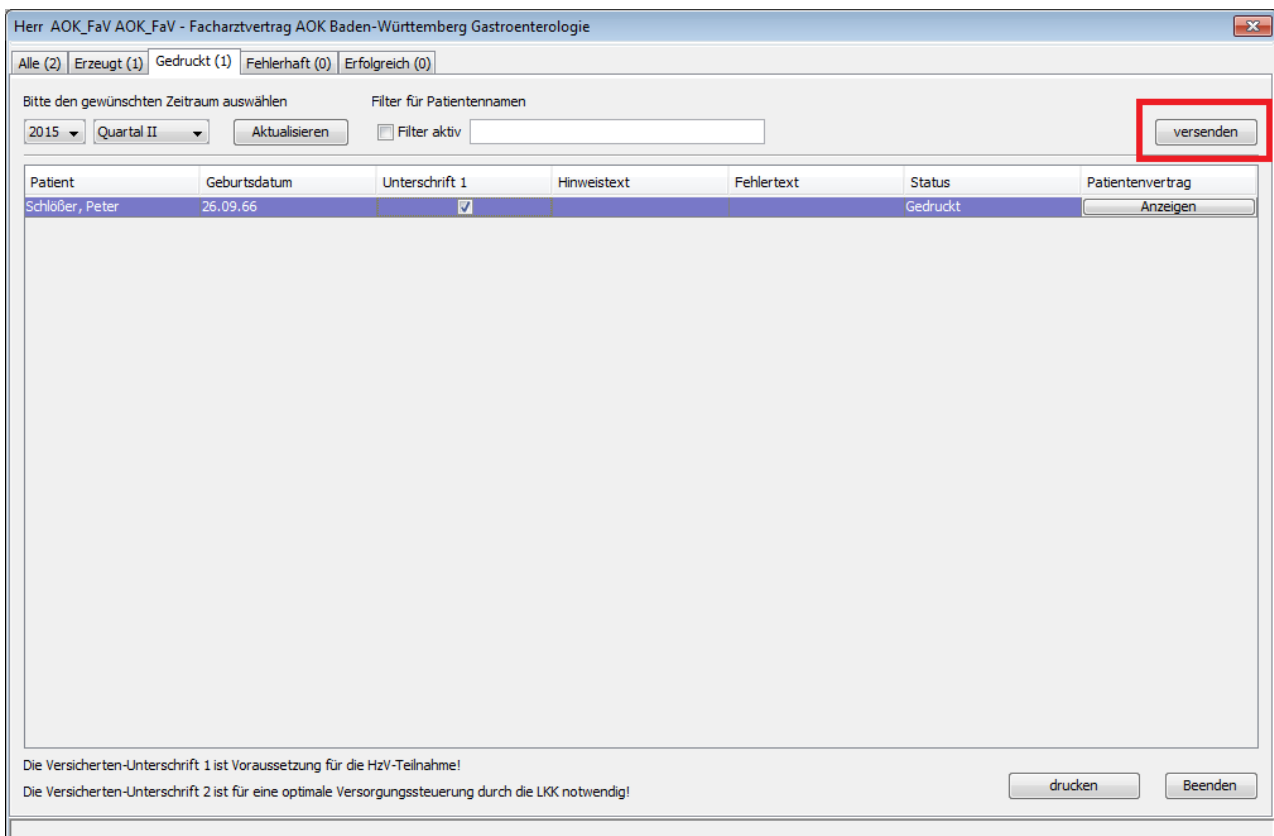 Herr AOK_FaV AOK_FaV - Facharztvertrag AOK Baden-Württemberg Gastroenterologie
Alle (2) Erzeugt (1) Gedruckt (1) Fehlerhaft (0) Erfolgreich (0)
Bitte den gewünschten Zeitraum auswählen Filter für Patientennamen
2015 Quartal II Aktualisieren Filter aktiv versenden
Patient Geburtsdatum Unterschrift 1 Hinweistext Fehlertext Status Patientenvertrag
Schlößer, Peter 26.09.66 Gedruckt Anzeigen
Die Versicherten-Unterschrift 1 ist Voraussetzung für die HzV-Teilnahme!
Die Versicherten-Unterschrift 2 ist für eine optimale Versorgungssteuerung durch die LKK notwendig!
drucken Beenden